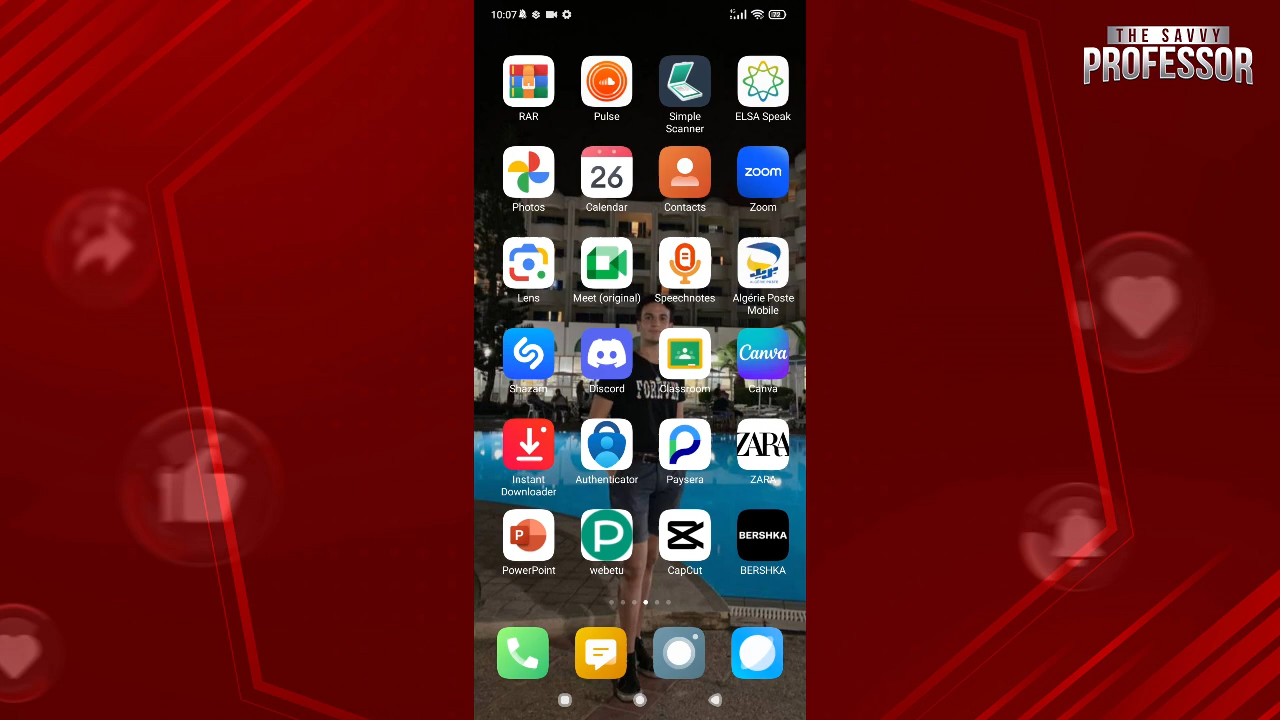 THE SAVVY
PROFESSOR
10:07
RAR
Pulse
Simple
Scanner
ELSA Speak
26
zoom
Photos
Calendar
Contacts
Zoom
Lens
Meet (original)
Speechnotes
Algérie Poste
Mobile
Canva
FORTUM
Shazam
Discord
Classroom
Canva
ZARA
Instant
Downloader
Authenticator
Paysera
ZARA
P
P
BERSHKA
PowerPoint
webetu
CapCut
BERSHKA